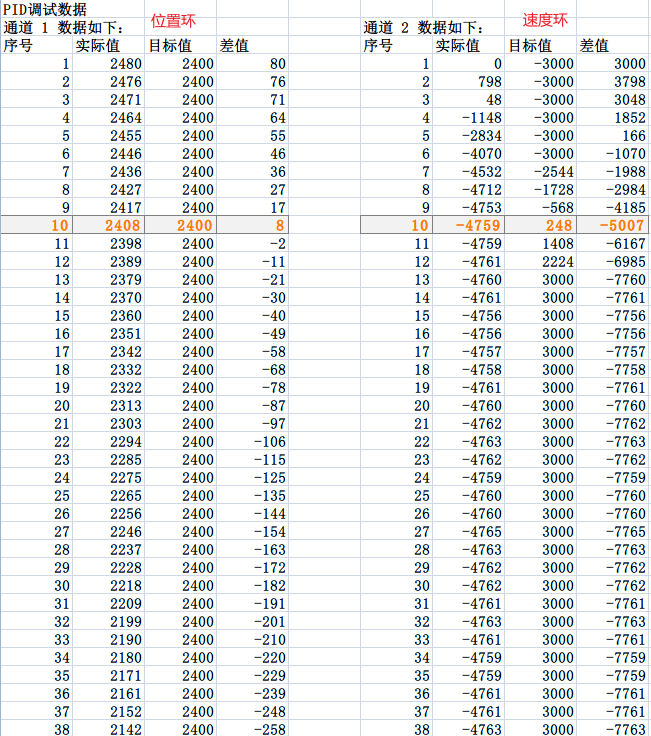 PID调试数据
通道 1 数据如下: 位置环 通道 2 数据如下: 速度环
序号 实际值 目标值 差值 序号 实际值 目标值 差值
1 2480 2400 80 1 0 -3000 3000
2 2476 2400 76 2 798 -3000 3798
3 2471 2400 71 3 48 -3000 3048
4 2464 2400 64 4 -1148 -3000 1852
5 2455 2400 55 5 -2834 -3000 166
6 2446 2400 46 6 -4070 -3000 -1070
7 2436 2400 36 7 -4532 -2544 -1988
8 2427 2400 27 8 -4712 -1728 -2984
9 2417 2400 17 9 -4753 -568 -4185
10 2408 2400 8 10 -4759 248 -5007
11 2398 2400 -2 11 -4759 1408 -6167
12 2389 2400 -11 12 -4761 2224 -6985
13 2379 2400 -21 13 -4760 3000 -7760
14 2370 2400 -30 14 -4761 3000 -7761
15 2360 2400 -40 15 -4756 3000 -7756
16 2351 2400 -49 16 -4756 3000 -7756
17 2342 2400 -58 17 -4757 3000 -7757
18 2332 2400 -68 18 -4758 3000 -7758
19 2322 2400 -78 19 -4761 3000 -7761
20 2313 2400 -87 20 -4760 3000 -7760
21 2303 2400 -97 21 -4762 3000 -7762
22 2294 2400 -106 22 -4763 3000 -7763
23 2285 2400 -115 23 -4762 3000 -7762
24 2275 2400 -125 24 -4759 3000 -7759
25 2265 2400 -135 25 -4760 3000 -7760
26 2256 2400 -144 26 -4760 3000 -7760
27 2246 2400 -154 27 -4765 3000 -7765
28 2237 2400 -163 28 -4763 3000 -7763
29 2228 2400 -172 29 -4762 3000 -7762
30 2218 2400 -182 30 -4762 3000 -7762
31 2209 2400 -191 31 -4761 3000 -7761
32 2199 2400 -201 32 -4763 3000 -7763
33 2190 2400 -210 33 -4761 3000 -7761
34 2180 2400 -220 34 -4759 3000 -7759
35 2171 2400 -229 35 -4759 3000 -7759
36 2161 2400 -239 36 -4761 3000 -7761
37 2152 2400 -248 37 -4761 3000 -7761
38 2142 2400 -258 38 -4763 3000 -7763